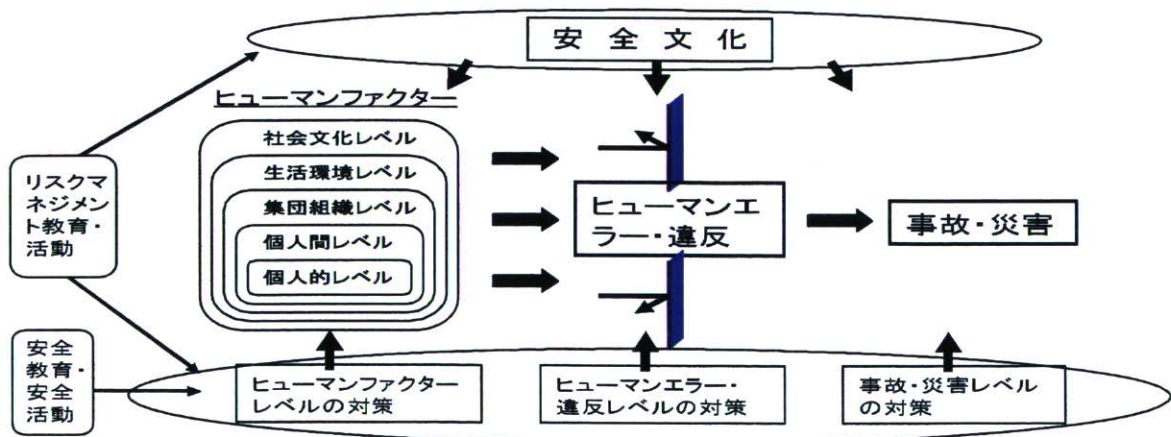 安 全 文 化
ヒューマンファクター
社会文化レベル
生活環境レベル
集団組織レベル
個人間レベル
個人的レベル
リスクマ
ネジメン
ト教育・
活動
ヒューマンエ
ラー・違反
事故・災害
安全
教育・
安全
活動
ヒューマンファクター
レベルの対策
ヒューマンエラー・
違反レベルの対策
事故・災害レベル
の対策